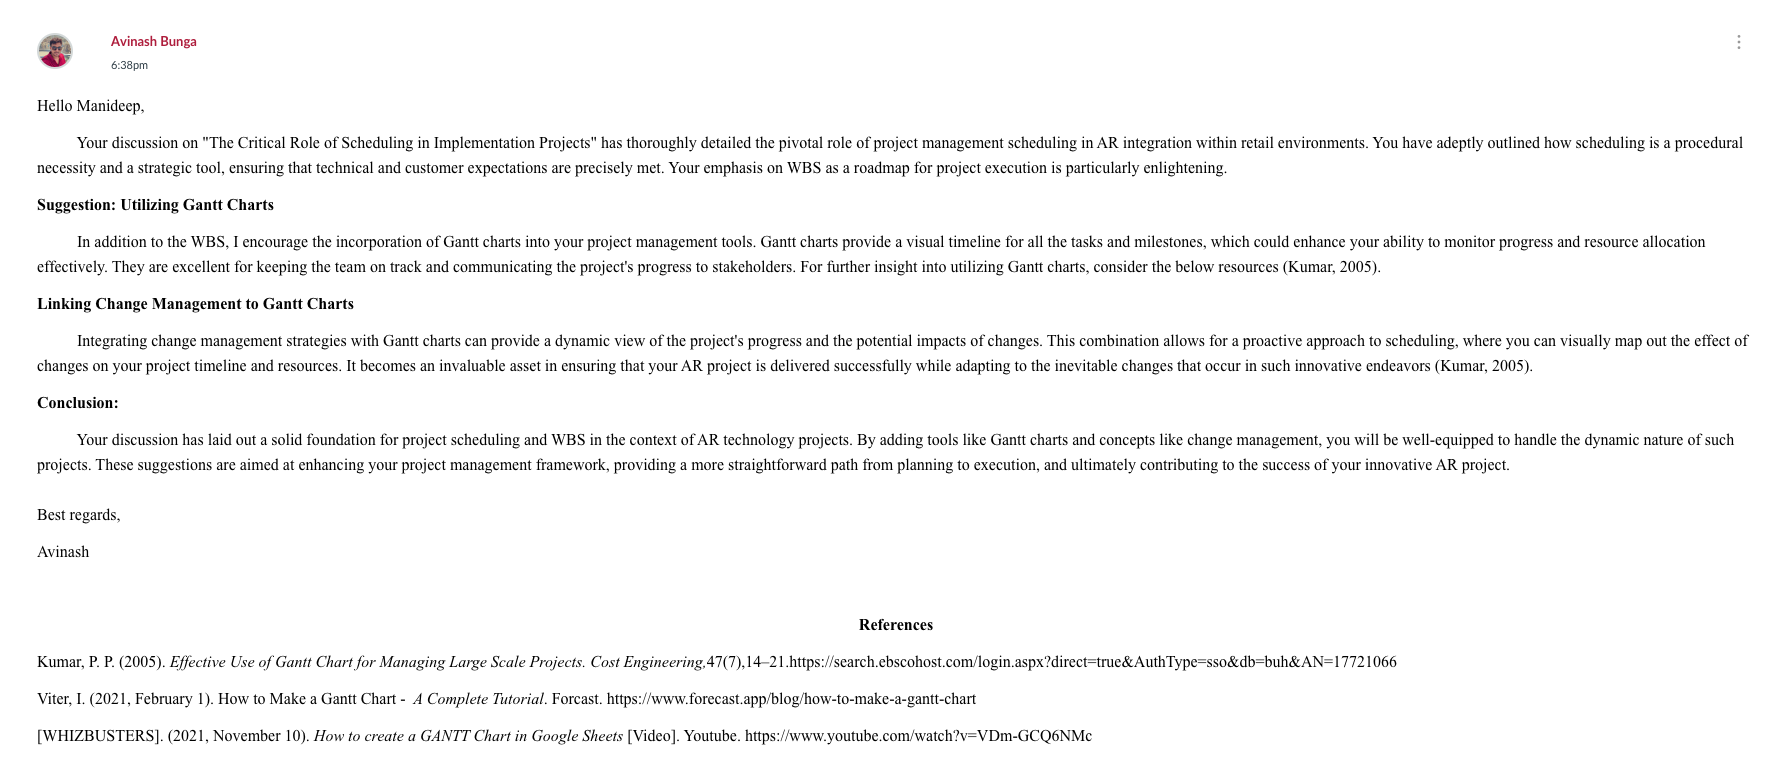 Avinash Bunga
6:38pm
Hello Manideep,
Your discussion on "The Critical Role of Scheduling in Implementation Projects" has thoroughly detailed the pivotal role of project management scheduling in AR integration within retail environments. You have adeptly outlined how scheduling is a procedural
necessity and a strategic tool, ensuring that technical and customer expectations are precisely met. Your emphasis on WBS as a roadmap for project execution is particularly enlightening.
Suggestion: Utilizing Gantt Charts
In addition to the WBS, I encourage the incorporation of Gantt charts into your project management tools. Gantt charts provide a visual timeline for all the tasks and milestones, which could enhance your ability to monitor progress and resource allocation
effectively. They are excellent for keeping the team on track and communicating the project's progress to stakeholders. For further insight into utilizing Gantt charts, consider the below resources (Kumar, 2005).
Linking Change Management to Gantt Charts
Integrating change management strategies with Gantt charts can provide a dynamic view of the project's progress and the potential impacts of changes. This combination allows for a proactive approach to scheduling, where you can visually map out the effect of
changes on your project timeline and resources. It becomes an invaluable asset in ensuring that your AR project is delivered successfully while adapting to the inevitable changes that occur in such innovative endeavors (Kumar, 2005).
Conclusion:
Your discussion has laid out a solid foundation for project scheduling and WBS in the context of AR technology projects. By adding tools like Gantt charts and concepts like change management, you will be well-equipped to handle the dynamic nature of such
projects. These suggestions are aimed at enhancing your project management framework, providing a more straightforward path from planning to execution, and ultimately contributing to the success of your innovative AR project.
Best regards,
Avinash
References
Kumar, P. P. (2005). Effective Use of Gantt Chart for Managing Large Scale Projects. Cost Engineering,47(7),14–21.https://search.ebscohost.com/login.aspx?direct=true&AuthType=sso&db=buh&AN=17721066
Viter, I. (2021, February 1). How to Make a Gantt Chart -  A Complete Tutorial. Forcast. https://www.forecast.app/blog/how-to-make-a-gantt-chart
[WHIZBUSTERS]. (2021, November 10). How to create a GANTT Chart in Google Sheets [Video]. Youtube. https://www.youtube.com/watch?v=VDm-GCQ6NMc